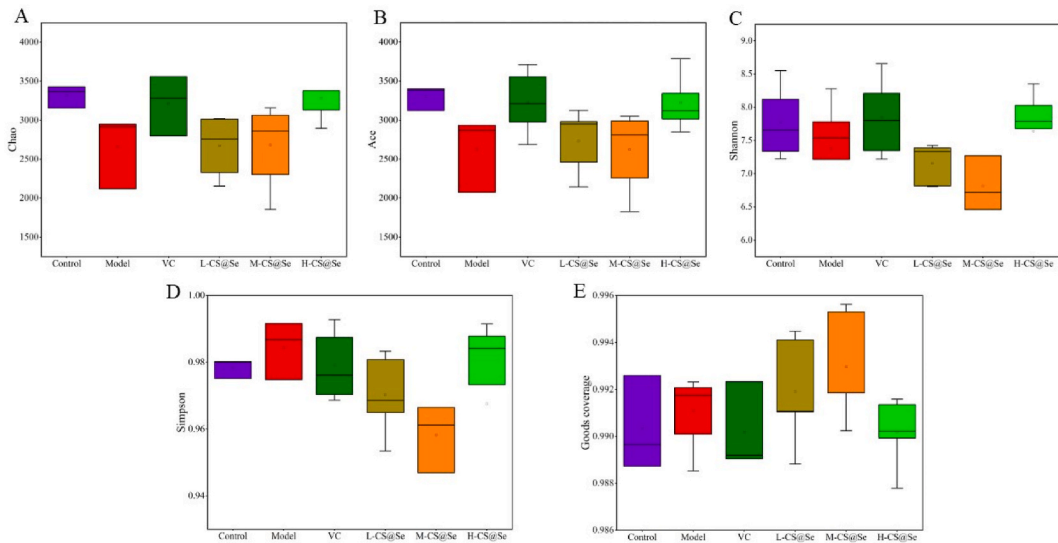 A
Chao
4000
3500
3000
2500
2000
1500
Control Model VC L-CS@Se M-CS@Se H-CS@Se
B
Ace
4000
3500
3000
2500
2000
1500
Control Model VC L-CS@Se M-CS@Se H-CS@Se
C
Shannon
9.0
8.5
8.0
7.5
7.0
6.5
6.0
Control Model VC L-CS@Se M-CS@Se H-CS@Se
D
Simpson
1.00
0.98
0.96
0.94
Control Model VC L-CS@Se M-CS@Se H-CS@Se
E
Goods coverage
0.996
0.994
0.992
0.990
0.988
0.986
Control Model VC L-CS@Se M-CS@Se H-CS@Se